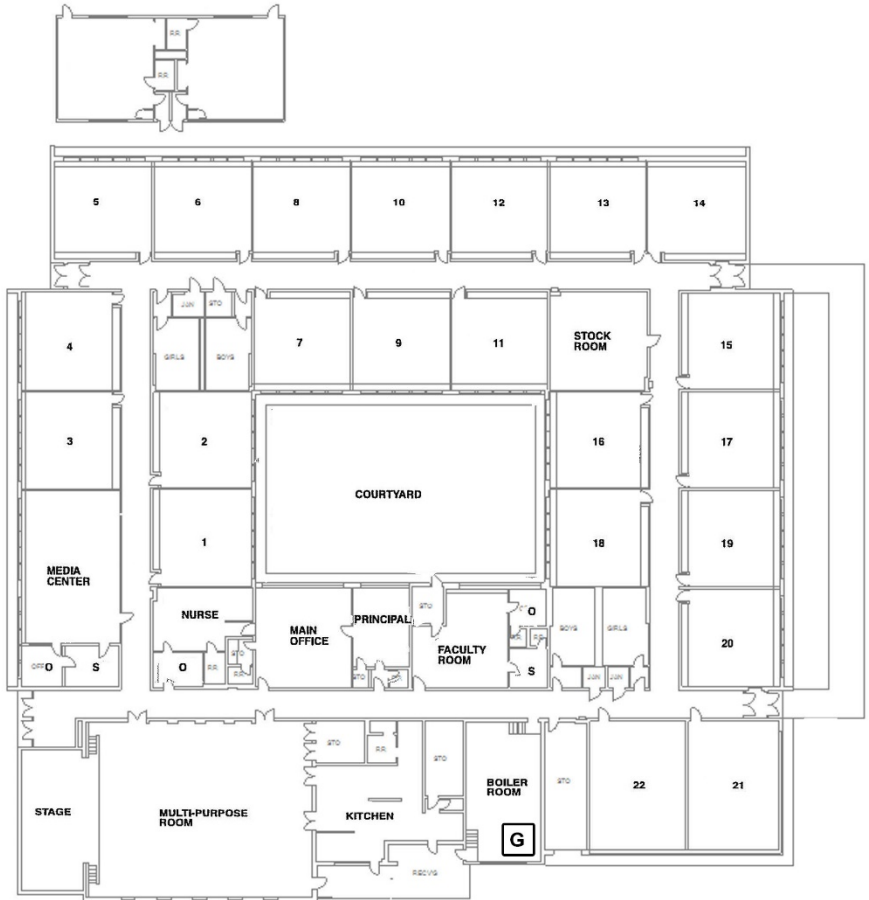 R.R.
R.R.
5
6
8
10
12
13
14
JAN
STO
GIRLS
BOYS
4
7
9
11
STOCK
ROOM
15
3
2
COURTYARD
16
17
MEDIA
CENTER
1
18
19
NURSE
MAIN
OFFICE
PRINCIPAL
STO
FACULTY
ROOM
O
R.R.
R.R.
S
BOYS
GIRLS
20
O
S
O
R.R.
STO
R.R.
STO
JAN
JAN
STAGE
MULTI-PURPOSE
ROOM
STO
R.R.
STO
KITCHEN
BOILER
ROOM
G
STO
22
21
RECV'G